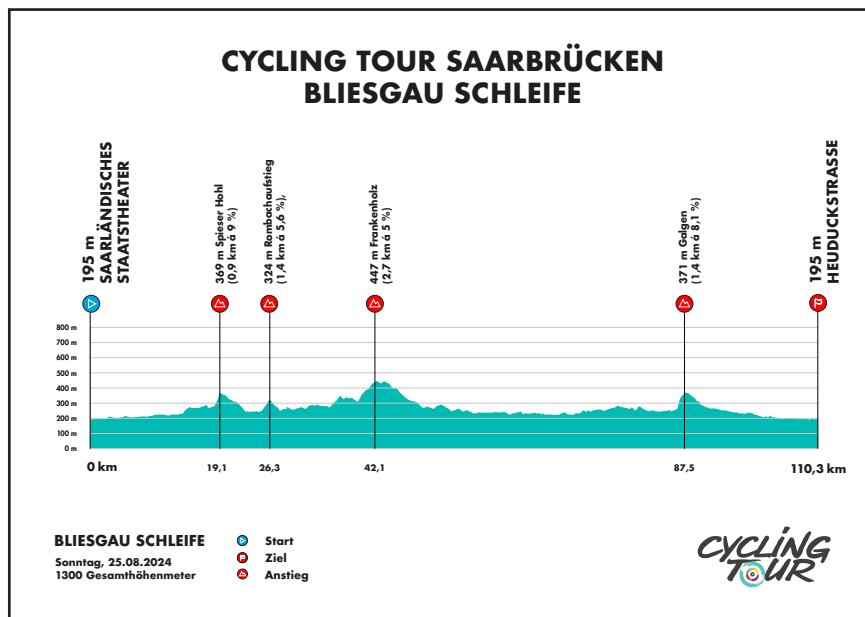 CYCLING TOUR SAARBRÜCKEN
BLIESGAU SCHLEIFE
195 m
SAARLÄNDISCHES
STAATSTHEATER
369 m Spieser Hohl
(0,9 km á 9 %)
324 m Rombachaufstieg
(1,4 km á 5,6 %),
447 m Frankenholz
(2,7 km á 5 %)
371 m Galgen
(1,4 km á 8,1 %)
195 m
HEUDUCKSTRASSE
800 m
700 m
600 m
500 m
400 m
300 m
200 m
100 m
0 m
0 km
19,1
26,3
42,1
87,5
110,3 km
BLIESGAU SCHLEIFE
Sonntag, 25.08.2024
1300 Gesamthöhenmeter
Start
Ziel
Anstieg
CYCLING
TOUR